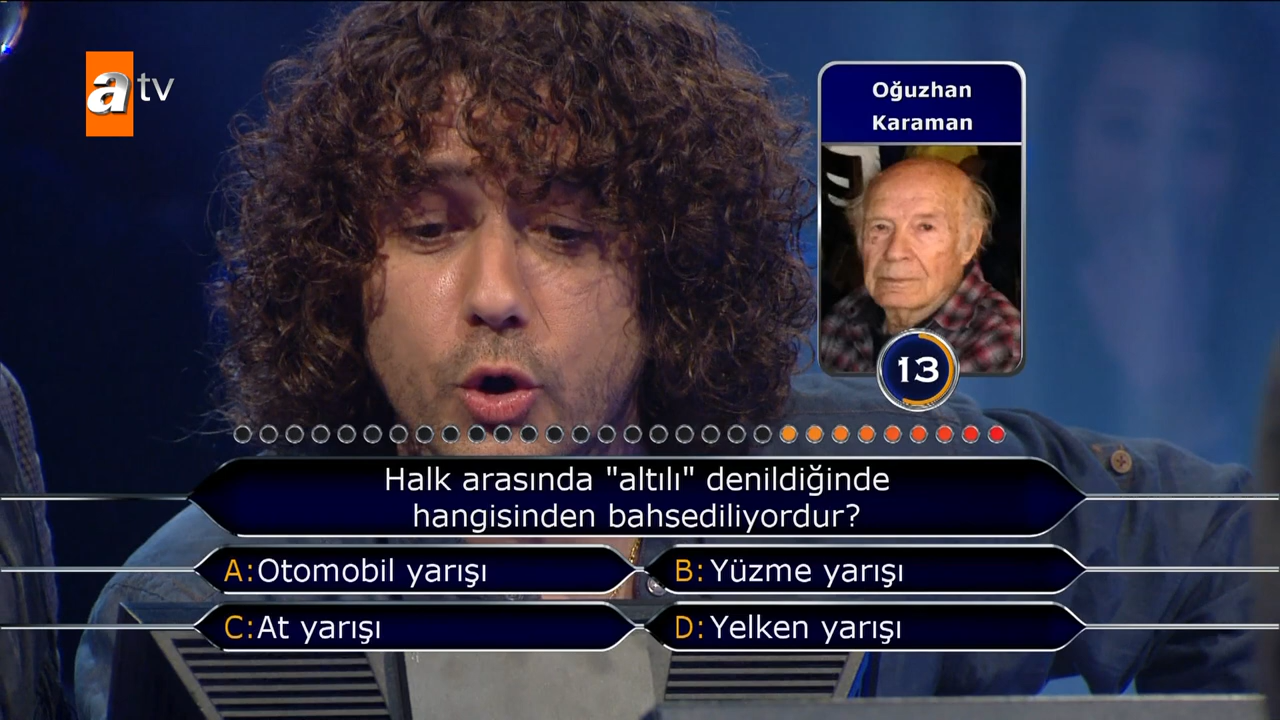 atv
Oğuzhan
Karaman
13
Halk arasında "altılı" denildiğinde
hangisinden bahsediliyordur?
A: Otomobil yarışı
B: Yüzme yarışı
C: At yarışı
D: Yelken yarışı